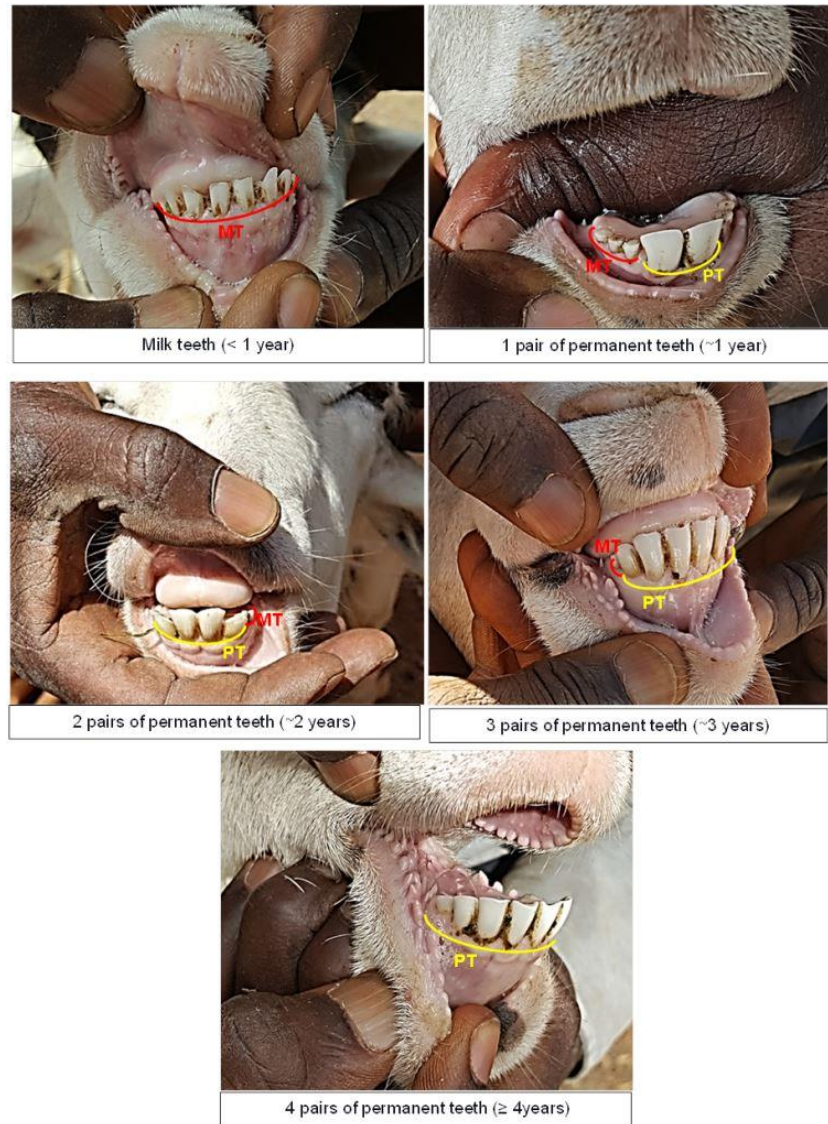 MT
Milk teeth (< 1 year)
MT
PT
1 pair of permanent teeth (~1 year)
MT
PT
2 pairs of permanent teeth (~2 years)
MT
PT
3 pairs of permanent teeth (~3 years)
PT
4 pairs of permanent teeth (≥ 4years)